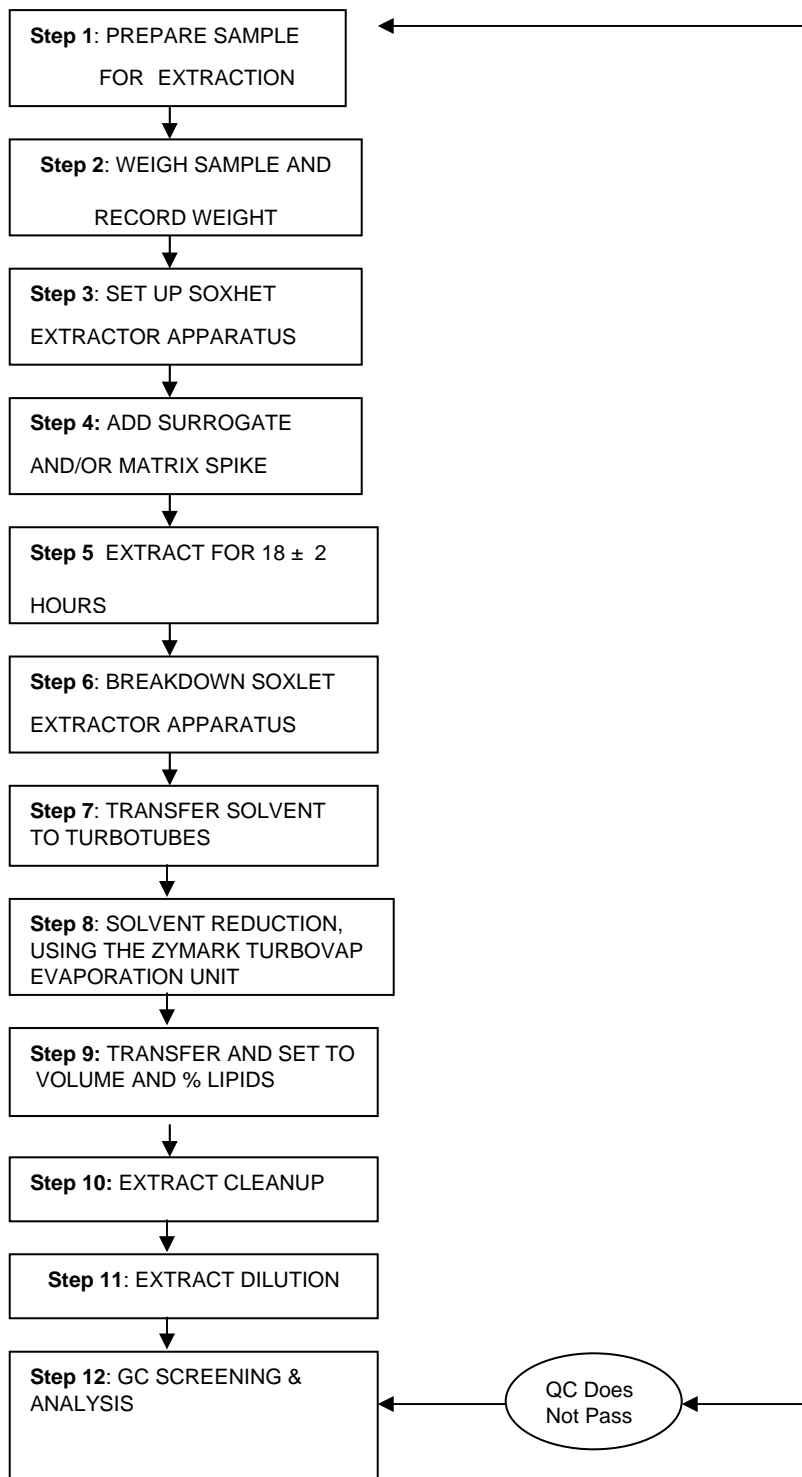 Step 1: PREPARE SAMPLE
FOR EXTRACTION
Step 2: WEIGH SAMPLE AND
RECORD WEIGHT
Step 3: SET UP SOXHET
EXTRACTOR APPARATUS
Step 4: ADD SURROGATE
AND/OR MATRIX SPIKE
Step 5 EXTRACT FOR 18 ± 2
HOURS
Step 6: BREAKDOWN SOXLET
EXTRACTOR APPARATUS
Step 7: TRANSFER SOLVENT
TO TURBOTUBES
Step 8: SOLVENT REDUCTION,
USING THE ZYMARK TURBOVAP
EVAPORATION UNIT
Step 9: TRANSFER AND SET TO
VOLUME AND % LIPIDS
Step 10: EXTRACT CLEANUP
Step 11: EXTRACT DILUTION
Step 12: GC SCREENING &
ANALYSIS
QC Does
Not Pass